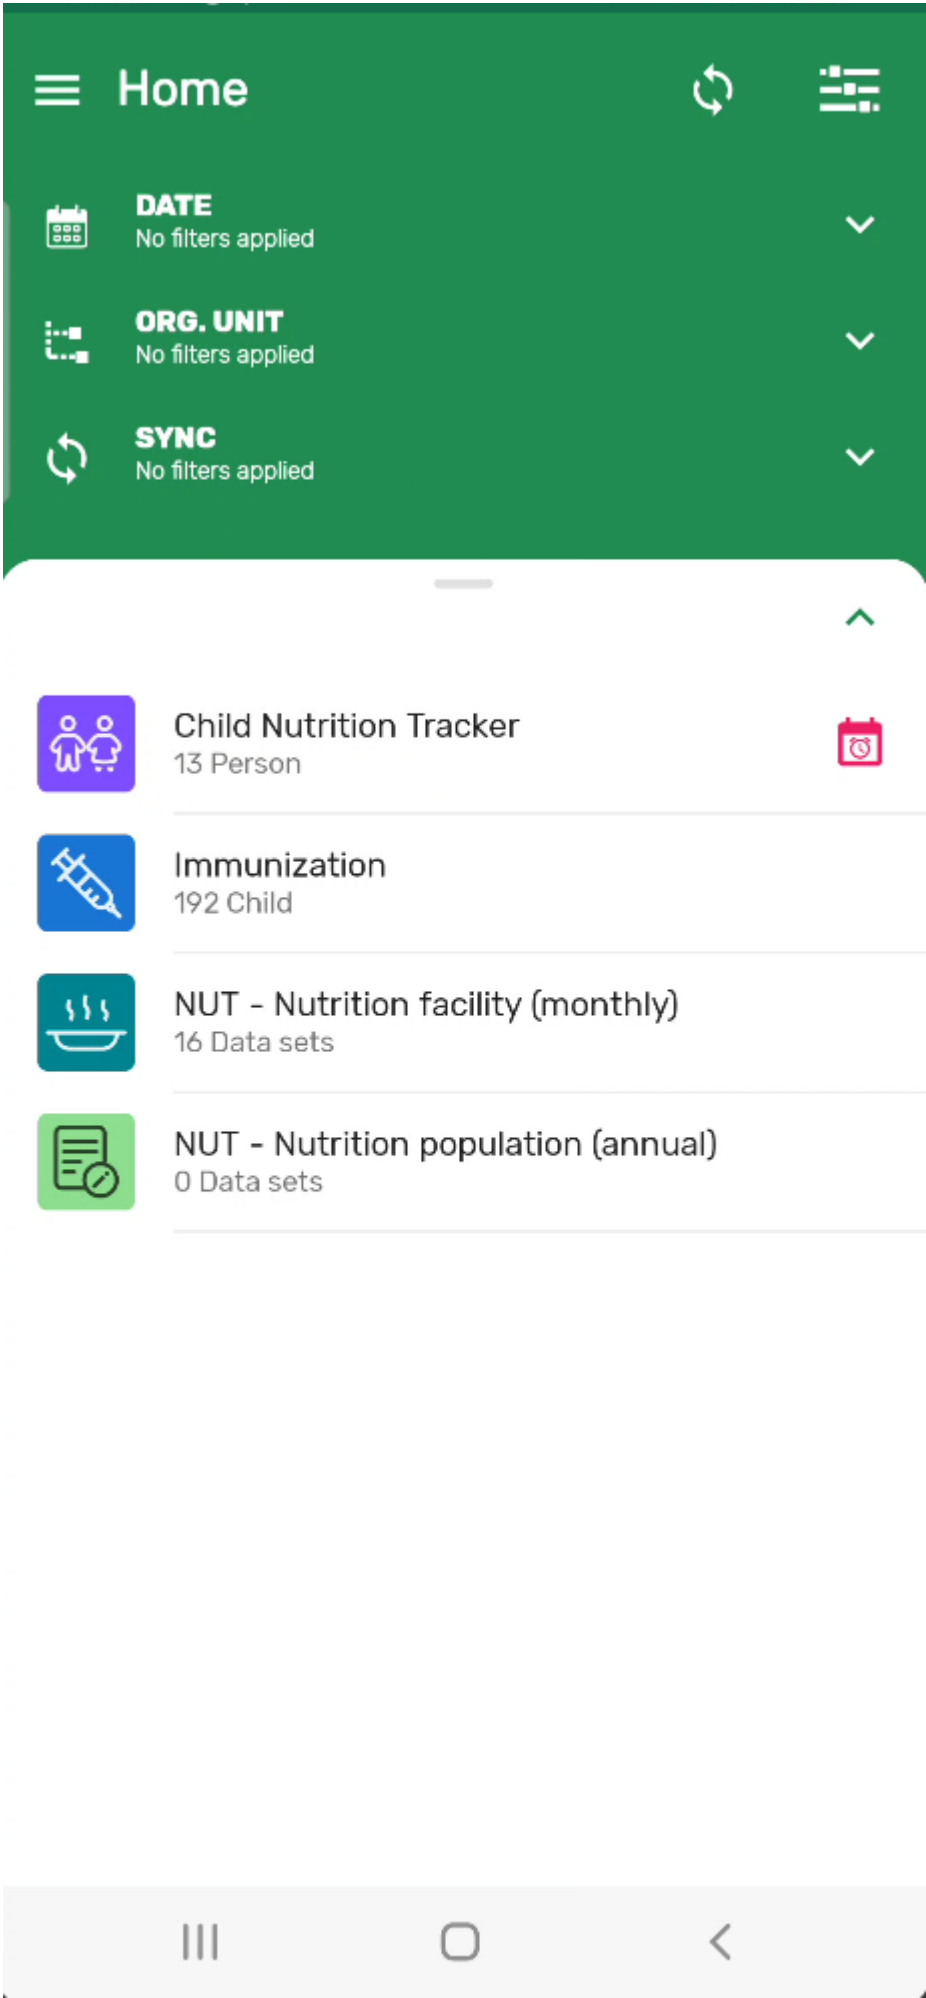 Home
DATE
No filters applied
ORG. UNIT
No filters applied
SYNC
No filters applied
Child Nutrition Tracker
13 Person
Immunization
192 Child
NUT - Nutrition facility (monthly)
16 Data sets
NUT - Nutrition population (annual)
0 Data sets